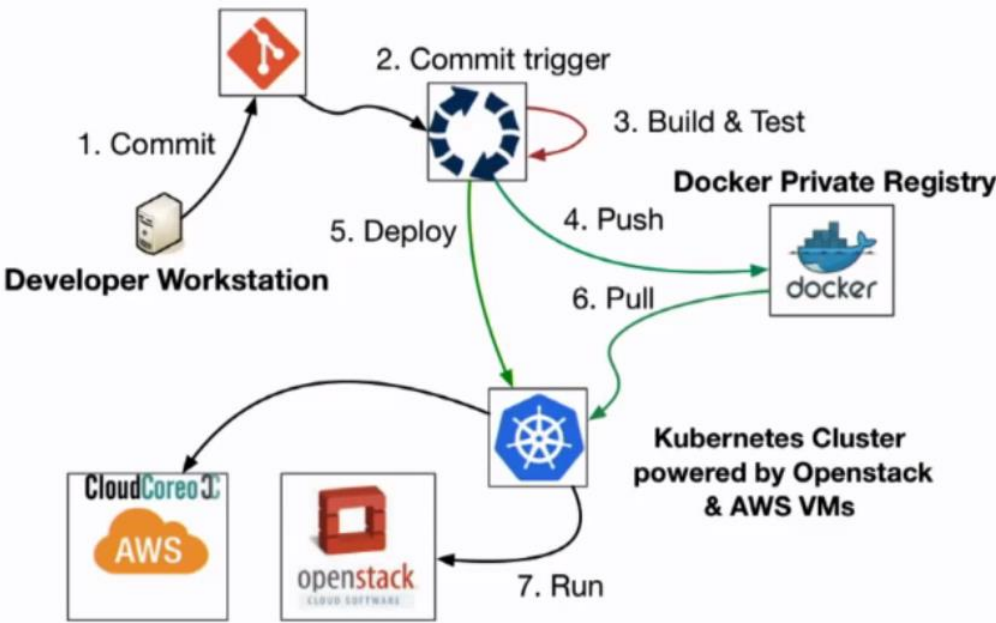 2. Commit trigger
1. Commit
3. Build & Test
Docker Private Registry
4. Push
5. Deploy
Developer Workstation
docker
6. Pull
Kubernetes Cluster
powered by Openstack
& AWS VMs
CloudCoreo
AWS
openstack
CLOUD SOFTWARE
7. Run